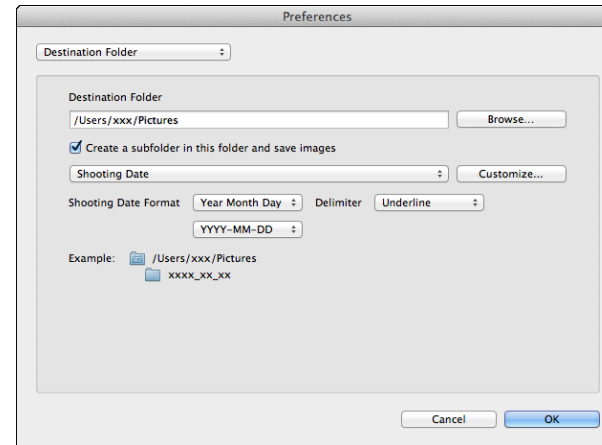 Preferences
Destination Folder
Destination Folder
/Users/xxx/Pictures Browse...
Create a subfolder in this folder and save images
Shooting Date Customize...
Shooting Date Format Year Month Day Delimiter Underline
YYYY-MM-DD
Example: /Users/xxx/Pictures
xxxx_xx_xx
Cancel OK